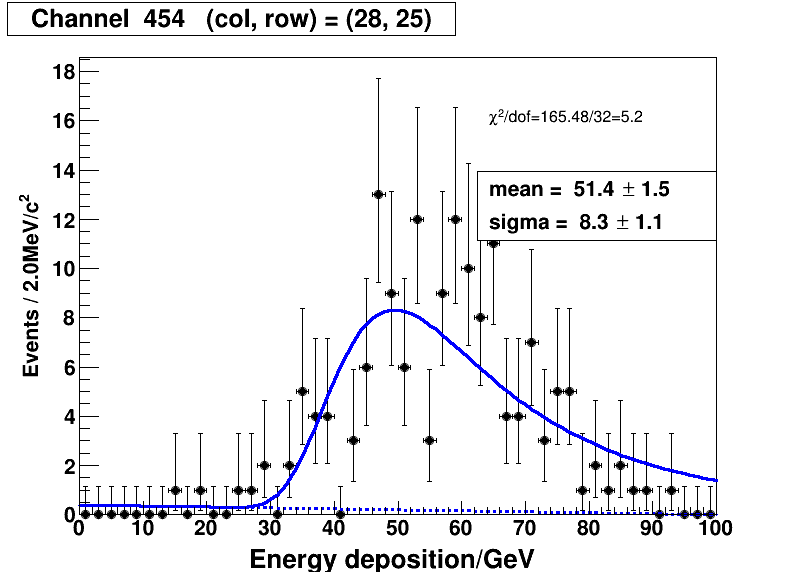 Channel 454 (col, row) = (28, 25)
χ²/dof=165.48/32=5.2
mean = 51.4 ± 1.5
sigma = 8.3 ± 1.1
Events / 2.0MeV/c²
18
16
14
12
10
8
6
4
2
0
0 10 20 30 40 50 60 70 80 90 100
Energy deposition/GeV